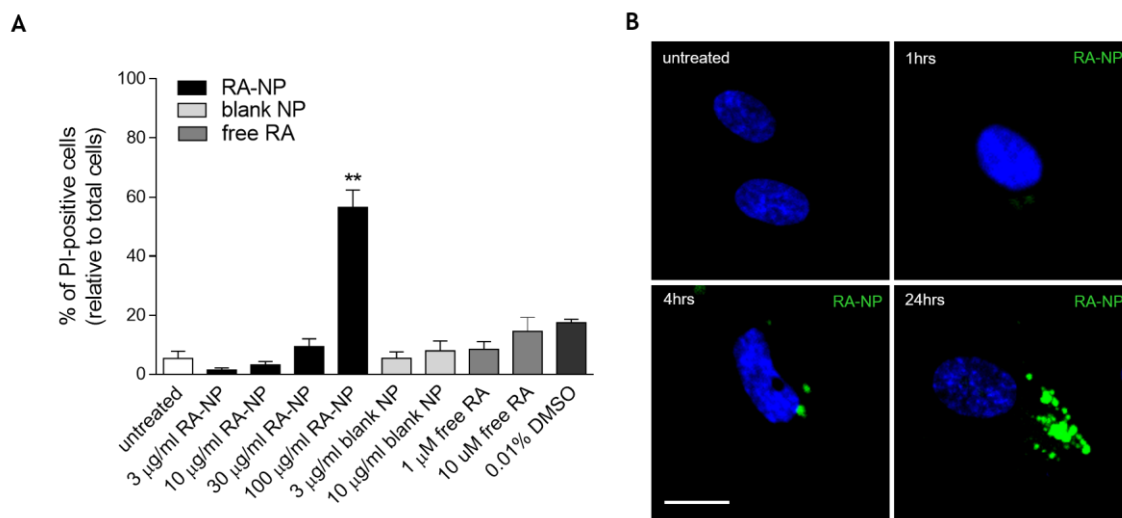 A
% of PI-positive cells
(relative to total cells)
100
80
60
40
20
0
RA-NP
blank NP
free RA
**
untreated
3 μg/ml RA-NP
10 μg/ml RA-NP
30 μg/ml RA-NP
100 μg/ml RA-NP
3 μg/ml blank NP
10 μg/ml blank NP
1 μM free RA
10 uM free RA
0.01% DMSO
B
untreated
1hrs
RA-NP
4hrs
RA-NP
24hrs
RA-NP